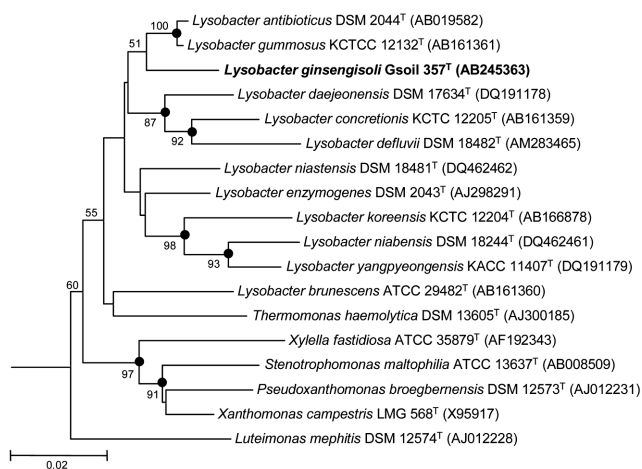 Lysobacter antibioticus DSM 2044ᵀ (AB019582)
100
Lysobacter gummosus KCTCC 12132ᵀ (AB161361)
51
Lysobacter ginsengisoli Gsoil 357ᵀ (AB245363)
Lysobacter daejeonensis DSM 17634ᵀ (DQ191178)
87
Lysobacter concretionis KCTC 12205ᵀ (AB161359)
92
Lysobacter defluvii DSM 18482ᵀ (AM283465)
Lysobacter niastensis DSM 18481ᵀ (DQ462462)
Lysobacter enzymogenes DSM 2043ᵀ (AJ298291)
55
Lysobacter koreensis KCTC 12204ᵀ (AB166878)
98
Lysobacter niabensis DSM 18244ᵀ (DQ462461)
93
Lysobacter yangpyeongensis KACC 11407ᵀ (DQ191179)
60
Lysobacter brunescens ATCC 29482ᵀ (AB161360)
Thermomonas haemolytica DSM 13605ᵀ (AJ300185)
Xylella fastidiosa ATCC 35879ᵀ (AF192343)
97
Stenotrophomonas maltophilia ATCC 13637ᵀ (AB008509)
91
Pseudoxanthomonas broegbernensis DSM 12573ᵀ (AJ012231)
Xanthomonas campestris LMG 568ᵀ (X95917)
Luteimonas mephitis DSM 12574ᵀ (AJ012228)
0.02